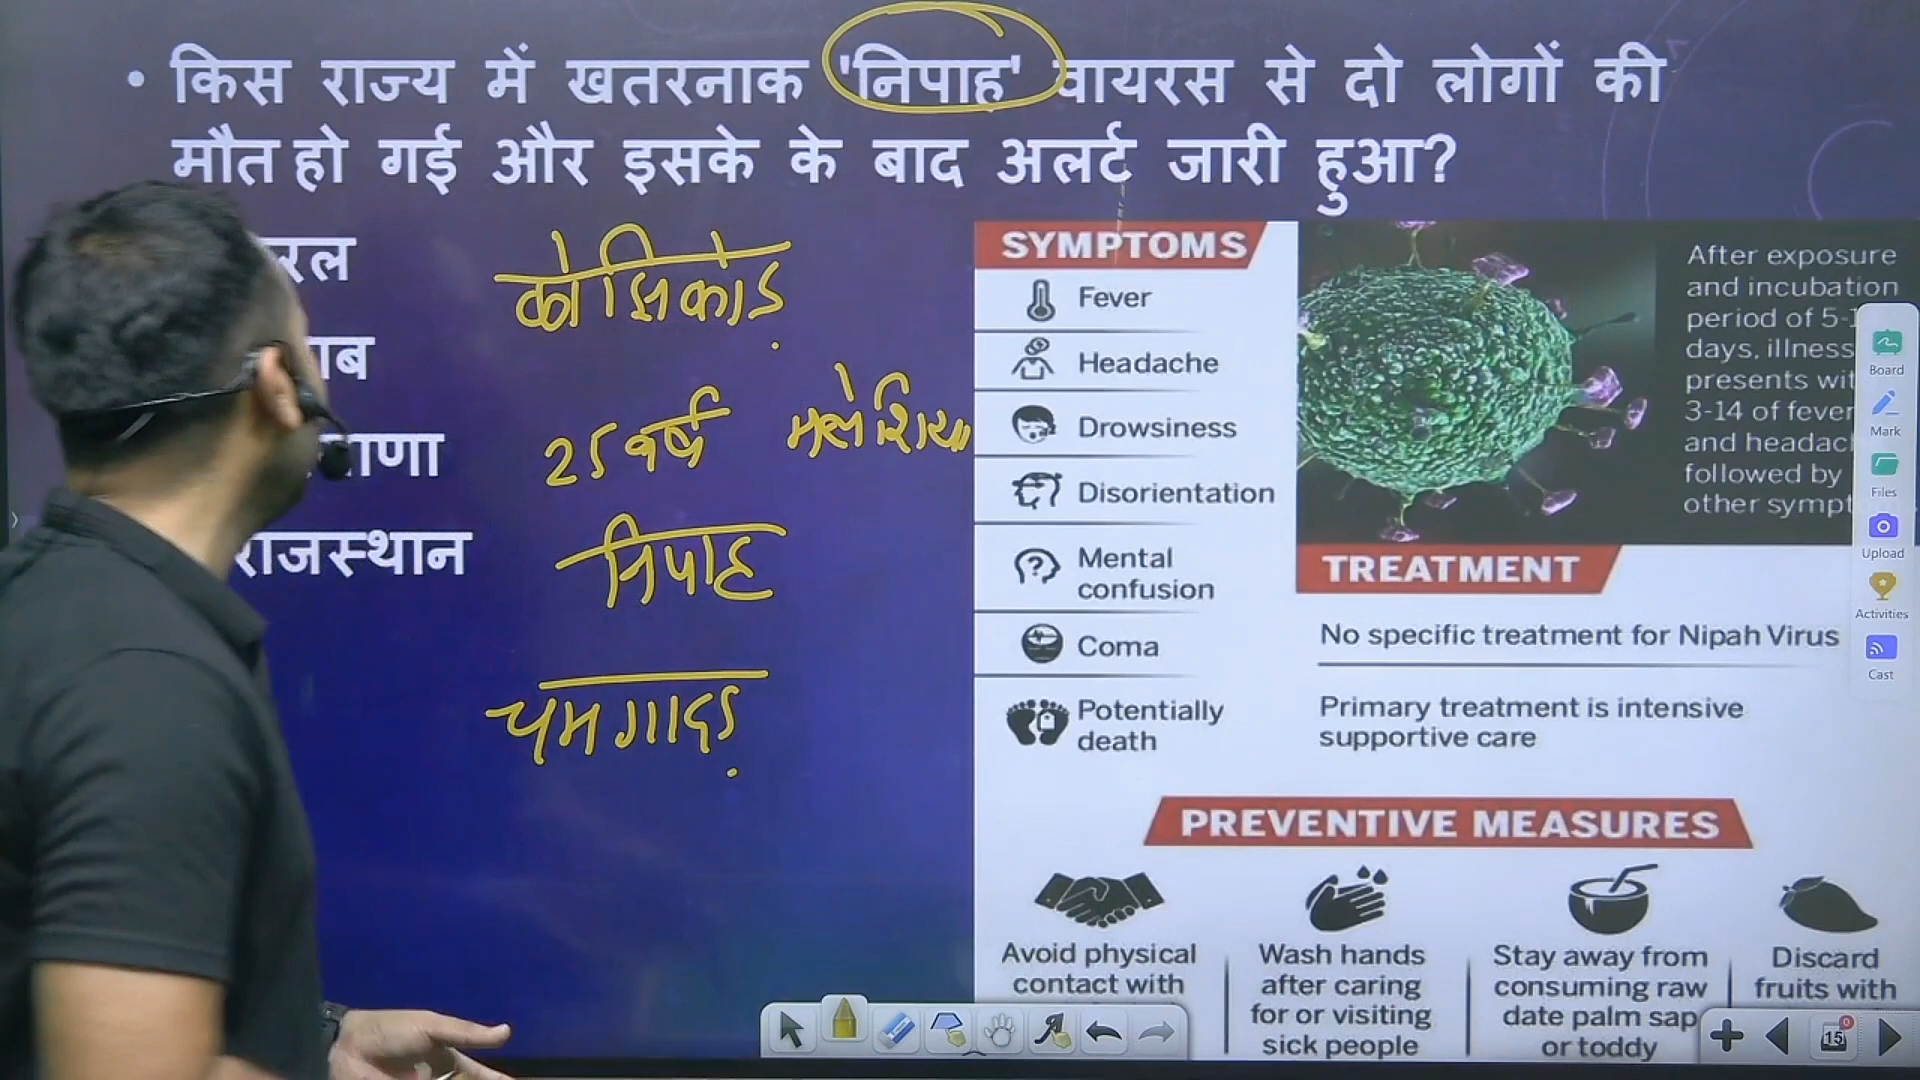 • किस राज्य में खतरनाक 'निपाह' वायरस से दो लोगों की
मौत हो गई और इसके के बाद अलर्ट जारी हुआ?
रल
ाब
ाणा
राजस्थान
कोझिकोड़
25 वर्ष मलेशिया
निपाह
चमगादड़
SYMPTOMS
Fever
Headache
Drowsiness
Disorientation
Mental
confusion
Coma
Potentially
death
After exposure
and incubation
period of 5-1
days, illness
presents wit
3-14 of fever
and headac
followed by
other sympt
TREATMENT
No specific treatment for Nipah Virus
Primary treatment is intensive
supportive care
PREVENTIVE MEASURES
Avoid physical
contact with
Wash hands
after caring
for or visiting
sick people
Stay away from
consuming raw
date palm sap
or toddy
Discard
fruits with
Board
Mark
Files
Upload
Activities
Cast
15
0